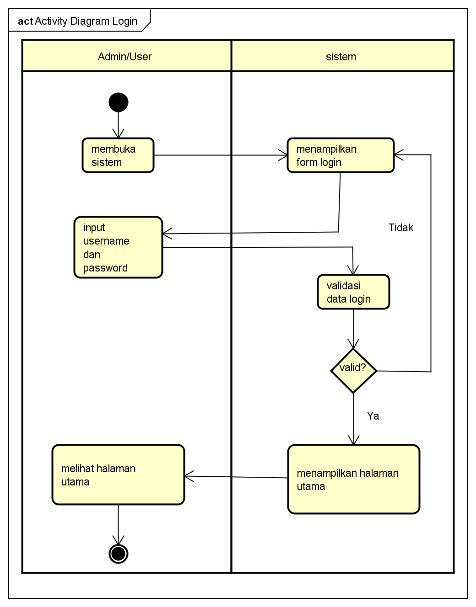 act Activity Diagram Login
Admin/User
sistem
membuka
sistem
menampilkan
form login
input
username
dan
password
Tidak
validasi
data login
valid?
Ya
melihat halaman
utama
menampilkan halaman
utama